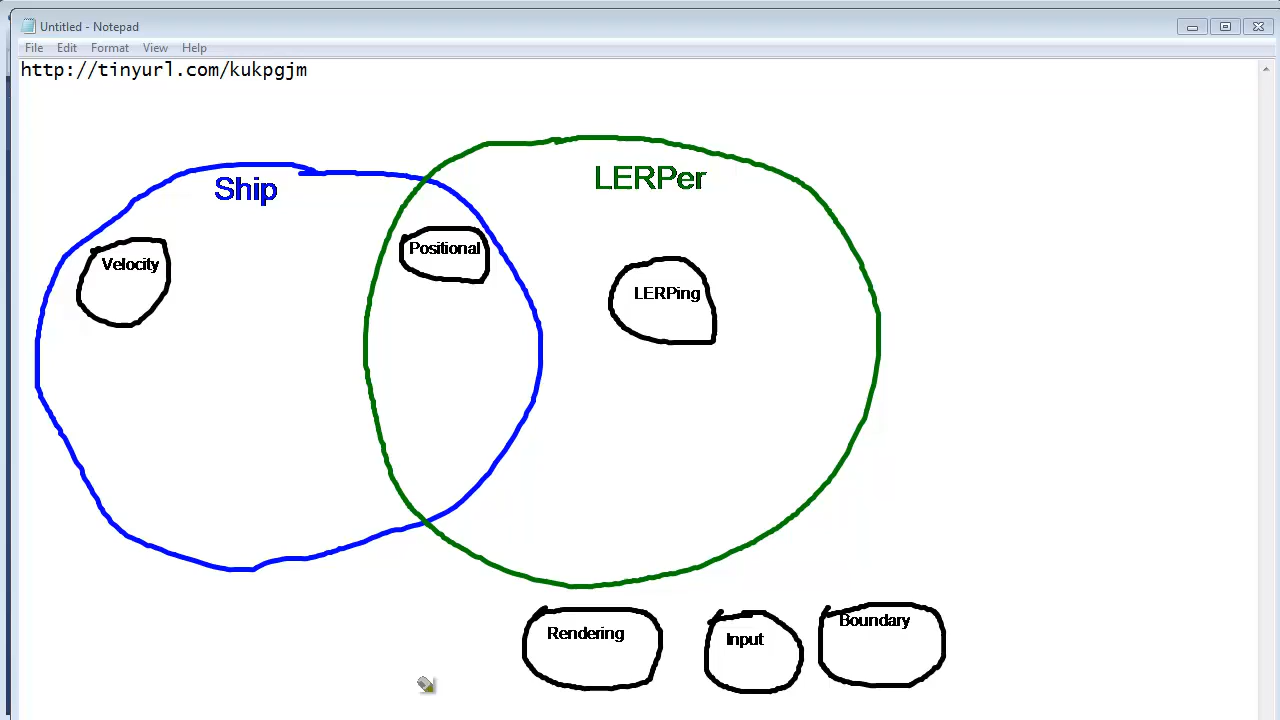 Untitled - Notepad
File Edit Format View Help
http://tinyurl.com/kukpgjm
Ship
LERPer
Velocity
Positional
LERPing
Rendering
Input
Boundary